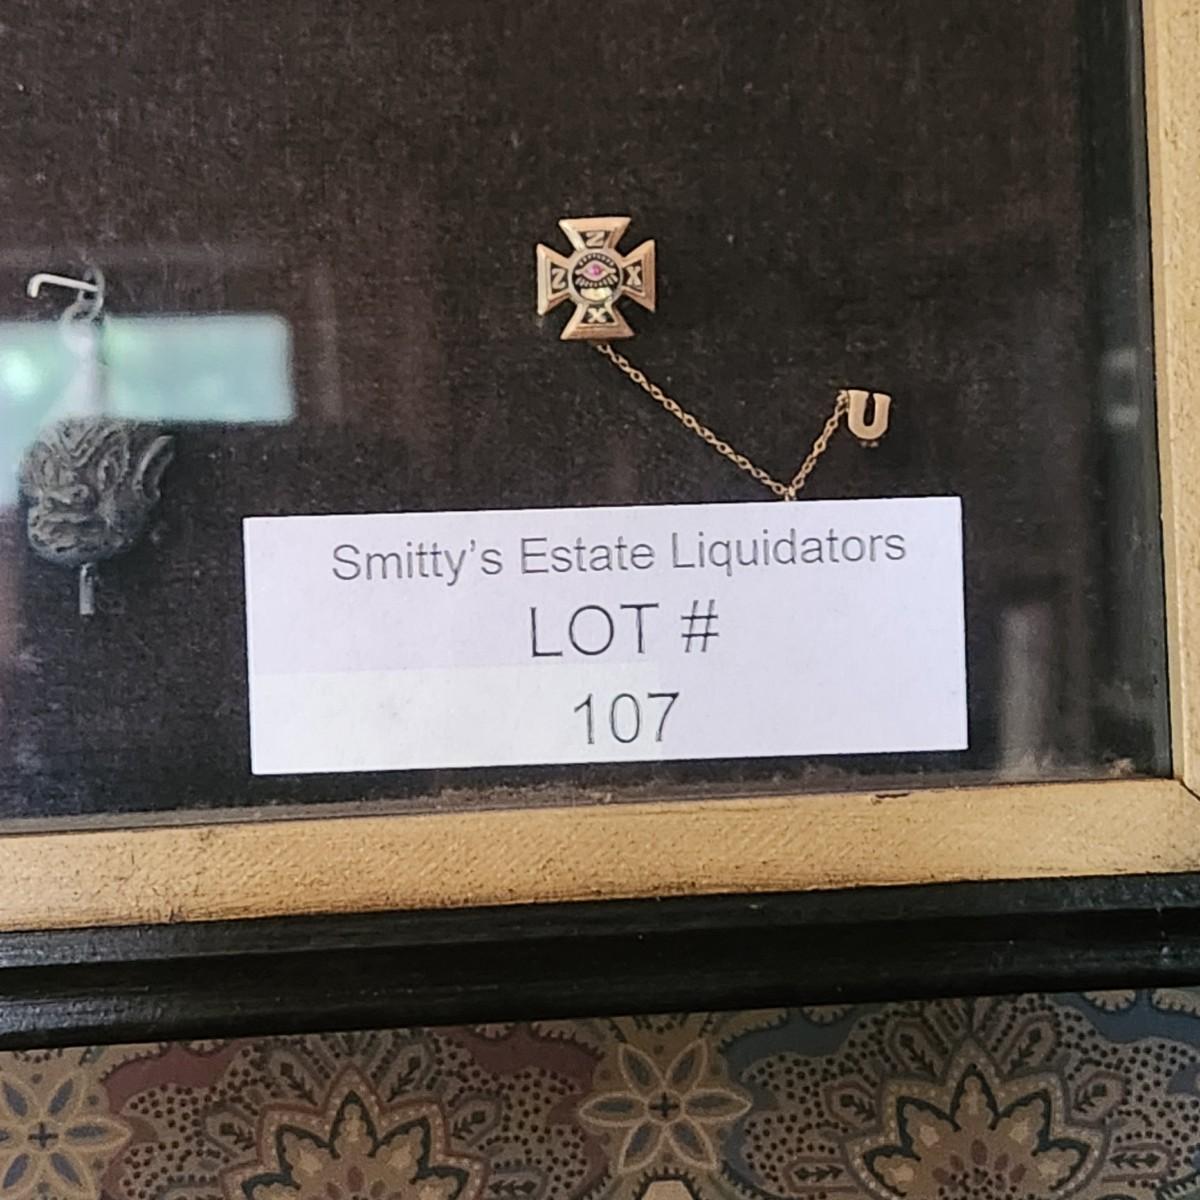 Z
Z X
X
U
Smitty's Estate Liquidators
LOT #
107